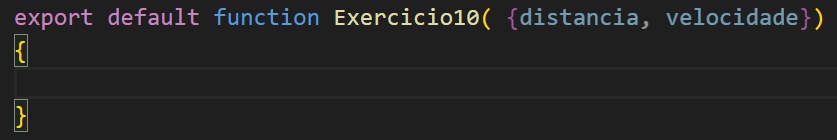 export default function Exercicio10( {distancia, velocidade})
{
}